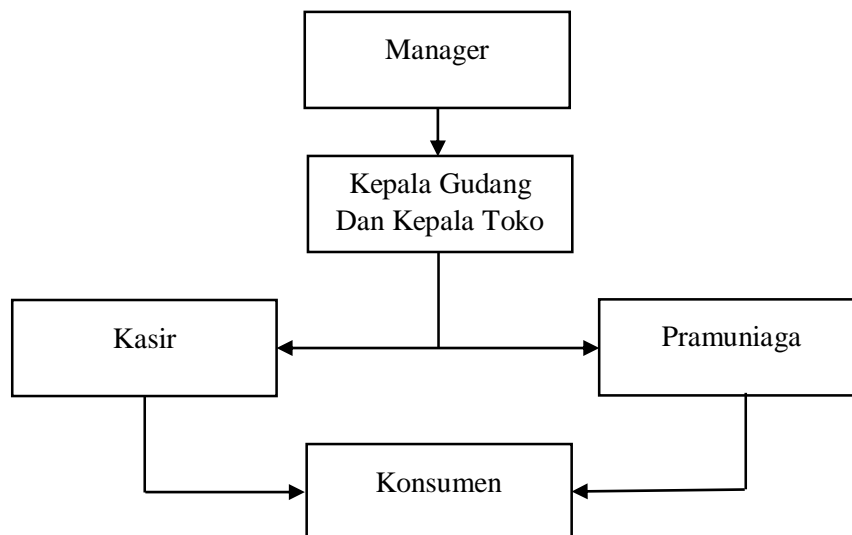 Manager
Kepala Gudang
Dan Kepala Toko
Kasir
Pramuniaga
Konsumen